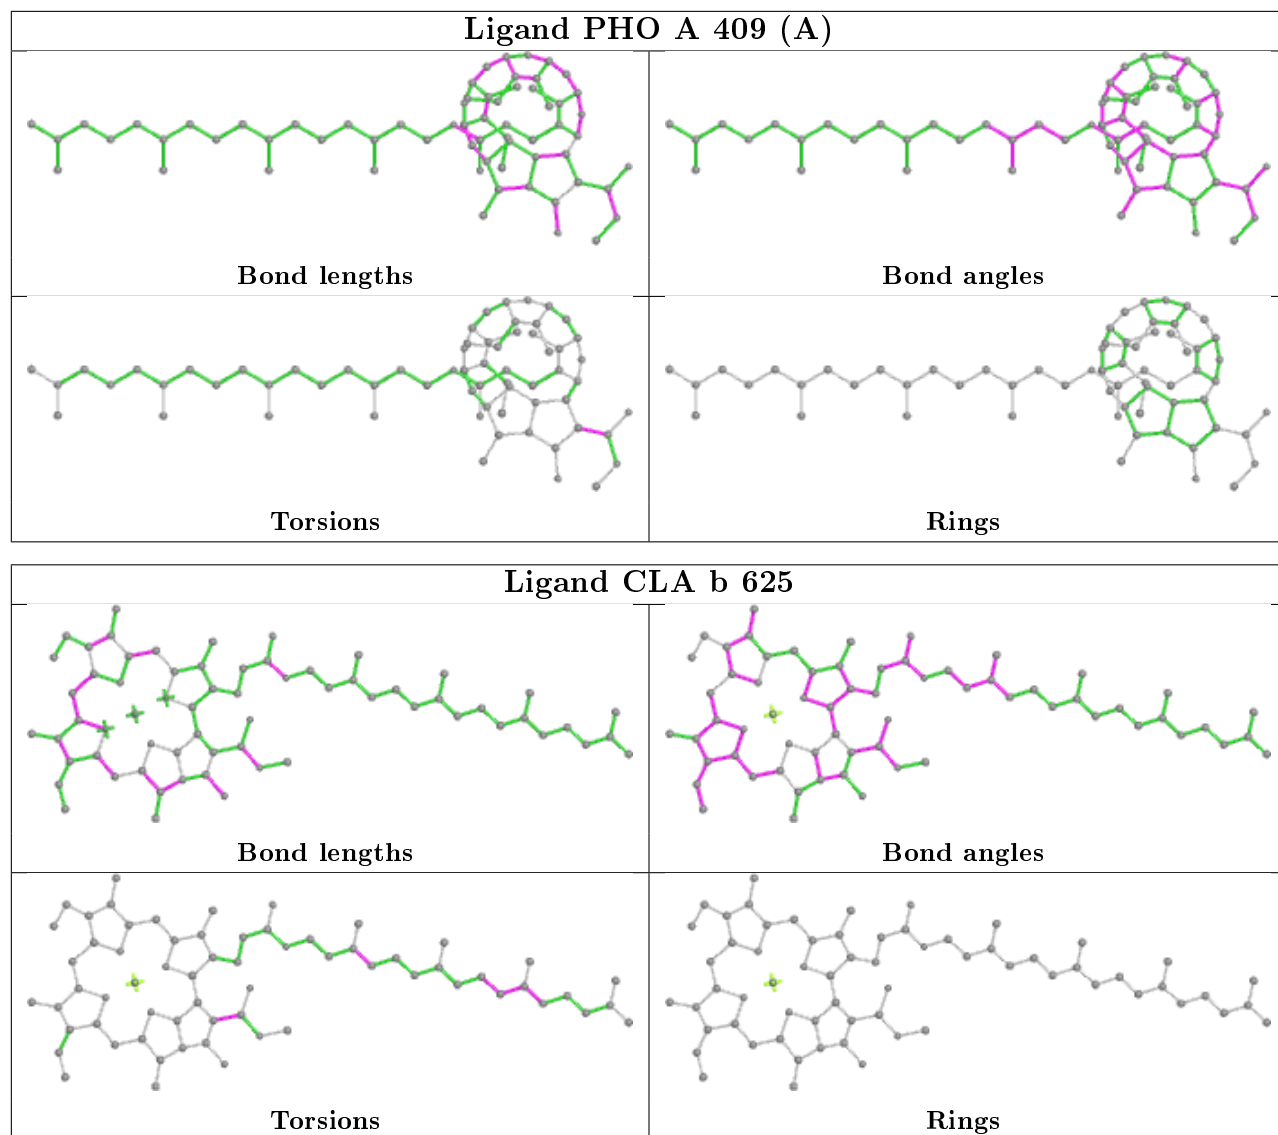 Ligand PHO A 409 (A)
Bond lengths
Bond angles
Torsions
Rings
Ligand CLA b 625
Bond lengths
Bond angles
Torsions
Rings